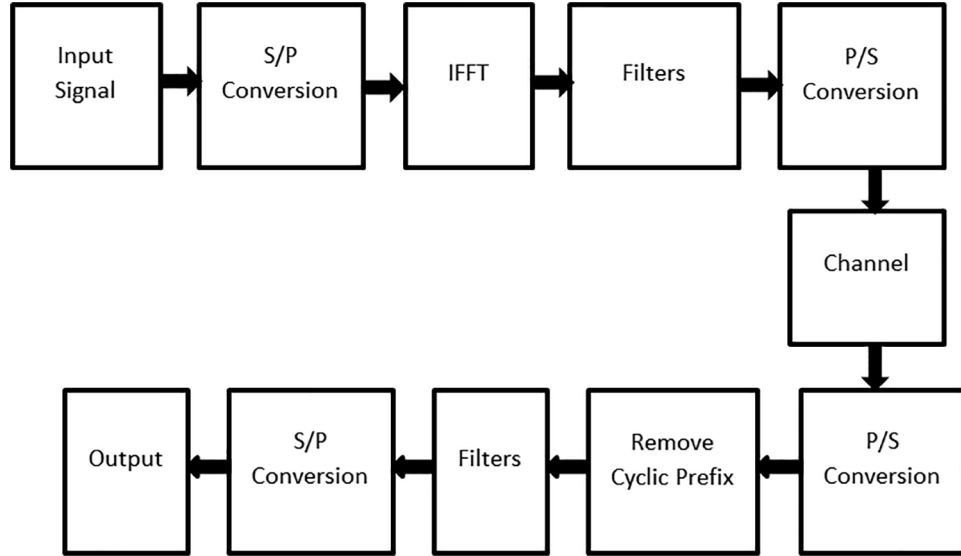 Input
Signal
S/P
Conversion
IFFT
Filters
P/S
Conversion
Channel
P/S
Conversion
Remove
Cyclic Prefix
Filters
S/P
Conversion
Output